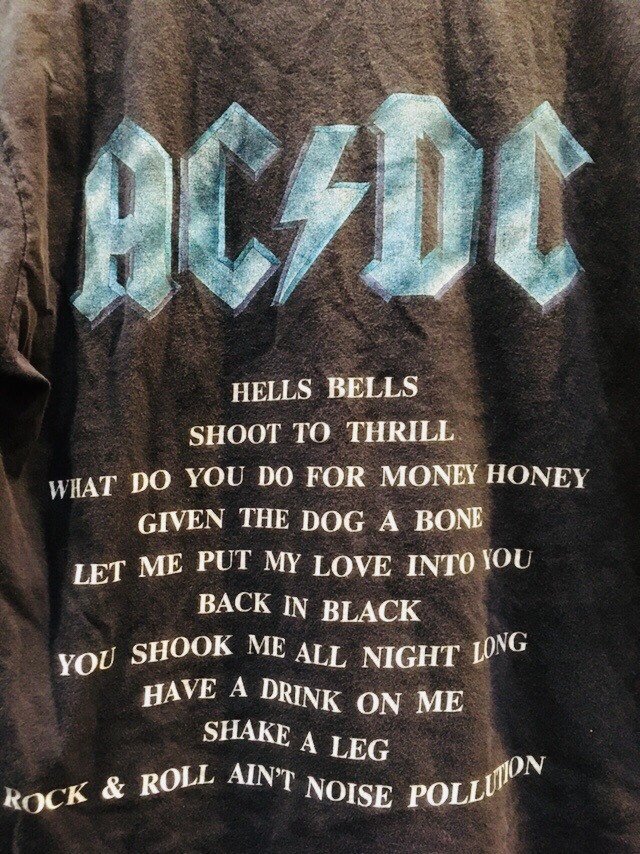 AC⚡DC
HELLS BELLS
SHOOT TO THRILL
WHAT DO YOU DO FOR MONEY HONEY
GIVEN THE DOG A BONE
LET ME PUT MY LOVE INTO YOU
BACK IN BLACK
YOU SHOOK ME ALL NIGHT LONG
HAVE A DRINK ON ME
SHAKE A LEG
ROCK & ROLL AIN'T NOISE POLLUTION